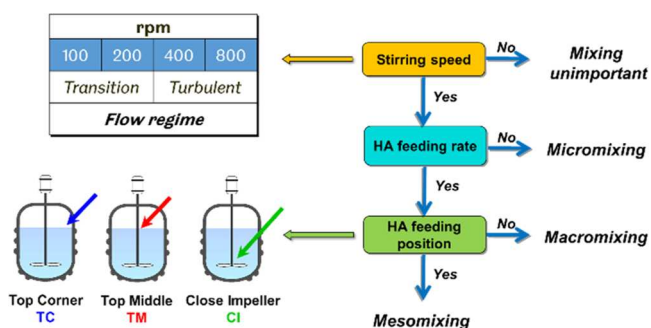 rpm
100 200 400 800
Transition Turbulent
Flow regime
Stirring speed
No
Mixing
unimportant
Yes
HA feeding rate
No
Micromixing
Yes
HA feeding
position
No
Macromixing
Yes
Mesomixing
Top Corner
TC
Top Middle
TM
Close Impeller
CI